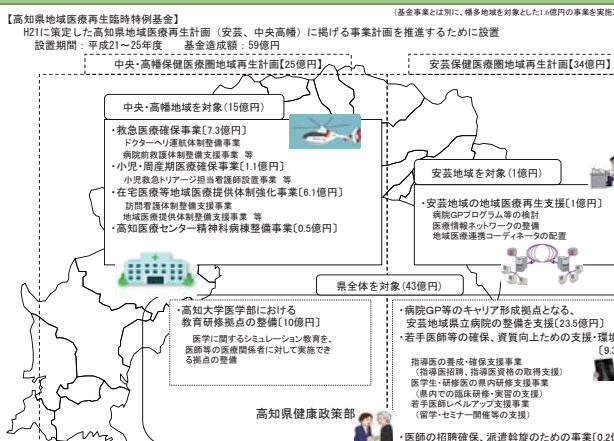 (基金事業とは別に、幡多地域を対象とした1.6億円の事業を実施
【高知県地域医療再生臨時特例基金】
H21に策定した高知県地域医療再生計画(安芸、中央高幡)に掲げる事業計画を推進するために設置
設置期間:平成21~25年度 基金造成額:59億円
中央・高幡保健医療圏地域再生計画【25億円】
安芸保健医療圏地域再生計画【34億円】
中央・高幡地域を対象(15億円)
・救急医療確保事業〔7.3億円〕
ドクターヘリ運航体制整備事業
病院前救護体制整備支援事業 等
・小児・周産期医療確保事業〔1.1億円〕
小児救急トリアージ担当看護師設置事業 等
・在宅医療等地域医療提供体制強化事業〔6.1億円〕
訪問看護体制整備支援事業
地域医療提供体制整備支援事業 等
・高知医療センター精神科病棟整備事業〔0.5億円〕
安芸地域を対象(1億円)
・安芸地域の地域医療再生支援〔1億円〕
病院GPプログラム等の検討
医療情報ネットワークの整備
地域医療連携コーディネータの配置
県全体を対象(43億円)
・高知大学医学部における
教育研修拠点の整備〔10億円〕
医学に関するシミュレーション教育を、
医師等の医療関係者に対して実施でき
る拠点の整備
・病院GP等のキャリア形成拠点となる、
安芸地域県立病院の整備を支援〔23.5億円〕
・若手医師等の確保、資質向上ための支援・環境
〔9.3
指導医の養成・確保支援事業
(指導医招聘、指導医資格の取得支援)
医学生・研修医の県内研修支援事業
(県内での臨床研修・実習の支援)
若手医師レベルアップ支援事業
(留学・セミナー開催等の支援)
・医師の招聘確保、派遣斡旋のための事業〔0.2億
高知県健康政策部